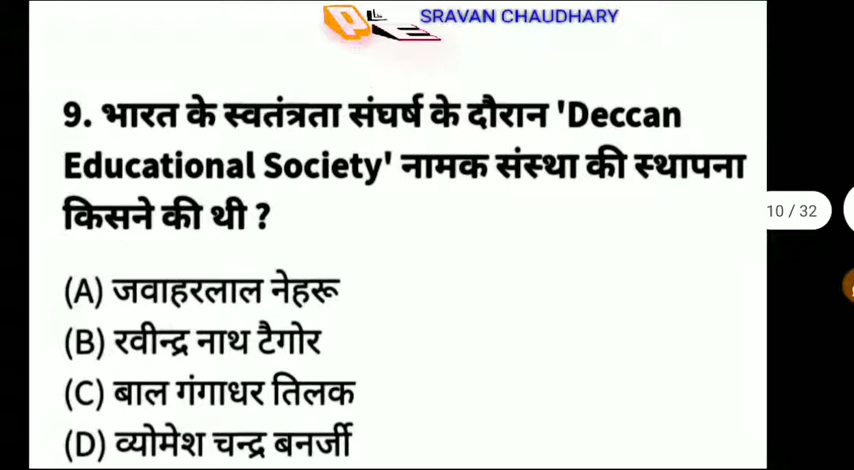 SRAVAN CHAUDHARY
9. भारत के स्वतंत्रता संघर्ष के दौरान 'Deccan
Educational Society' नामक संस्था की स्थापना
किसने की थी ?
10 / 32
(A) जवाहरलाल नेहरू
(B) रवीन्द्र नाथ टैगोर
(C) बाल गंगाधर तिलक
(D) व्योमेश चन्द्र बनर्जी